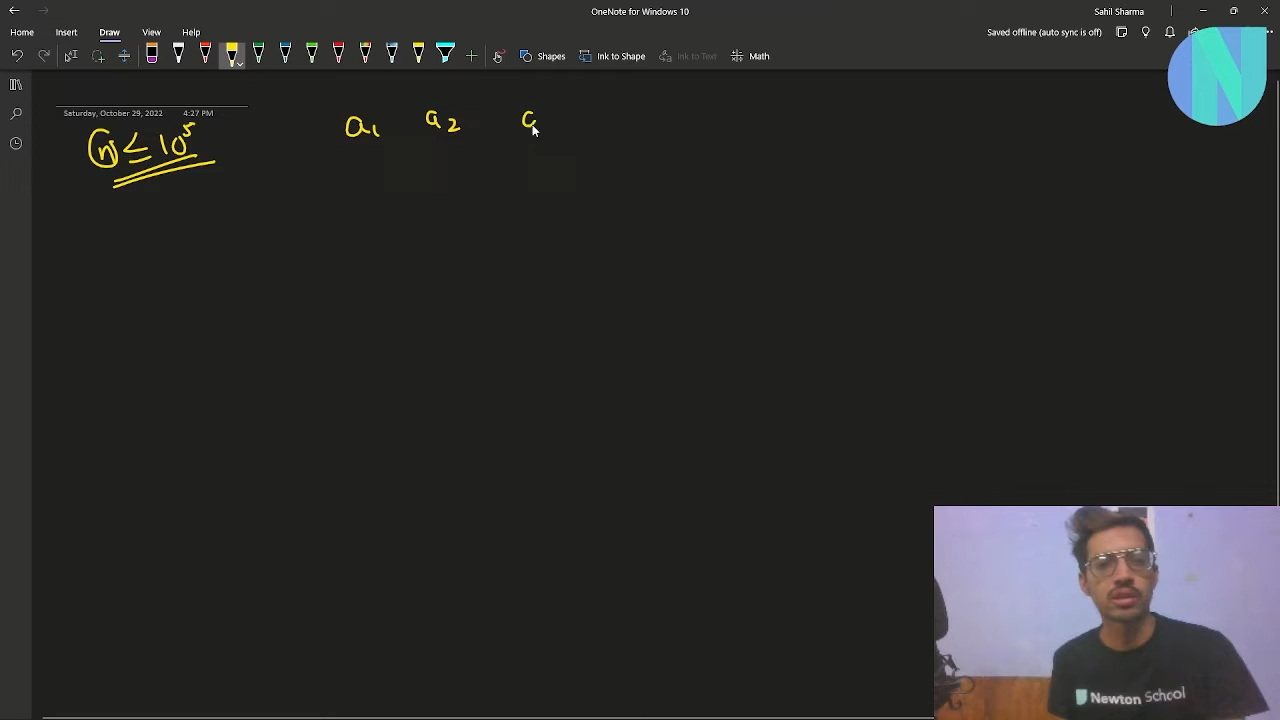 OneNote for Windows 10
Sahil Sharma
Home Insert Draw View Help
Saved offline (auto sync is off)
Shapes Ink to Shape Ink to Text Math
Saturday, October 29, 2022 4:27 PM
n ≤ 10⁵
a₁ a₂ a
N
Newton School